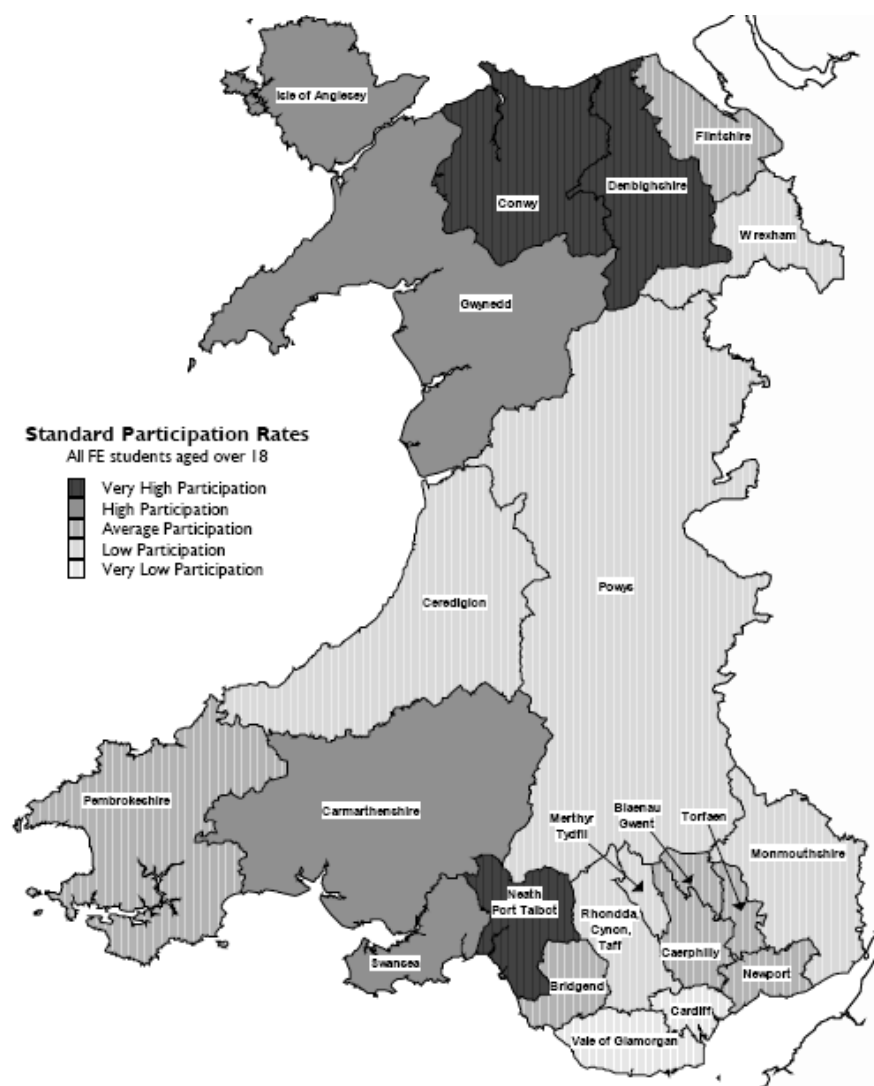 Isle of Anglesey
Flintshire
Denbighshire
Conwy
Wrexham
Gwynedd
Standard Participation Rates
All FE students aged over 18
Very High Participation
High Participation
Average Participation
Low Participation
Very Low Participation
Powys
Ceredigion
Pembrokeshire
Carmarthenshire
Merthyr
Tydfil
Blaenau
Gwent
Torfaen
Monmouthshire
Neath
Port Talbot
Rhondda,
Cynon,
Taff
Caerphilly
Swansea
Bridgend
Newport
Cardiff
Vale of Glamorgan